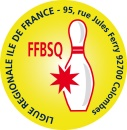 LIGUE REGIONALE ILE DE FRANCE - 95, rue Jules Ferry 92700 Colombes
FFBSQ